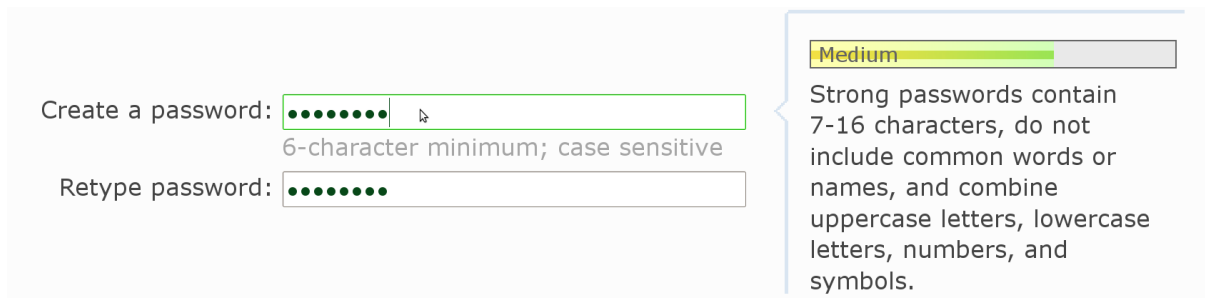 Create a password: ••••••••
6-character minimum; case sensitive
Retype password: ••••••••
Medium
Strong passwords contain
7-16 characters, do not
include common words or
names, and combine
uppercase letters, lowercase
letters, numbers, and
symbols.